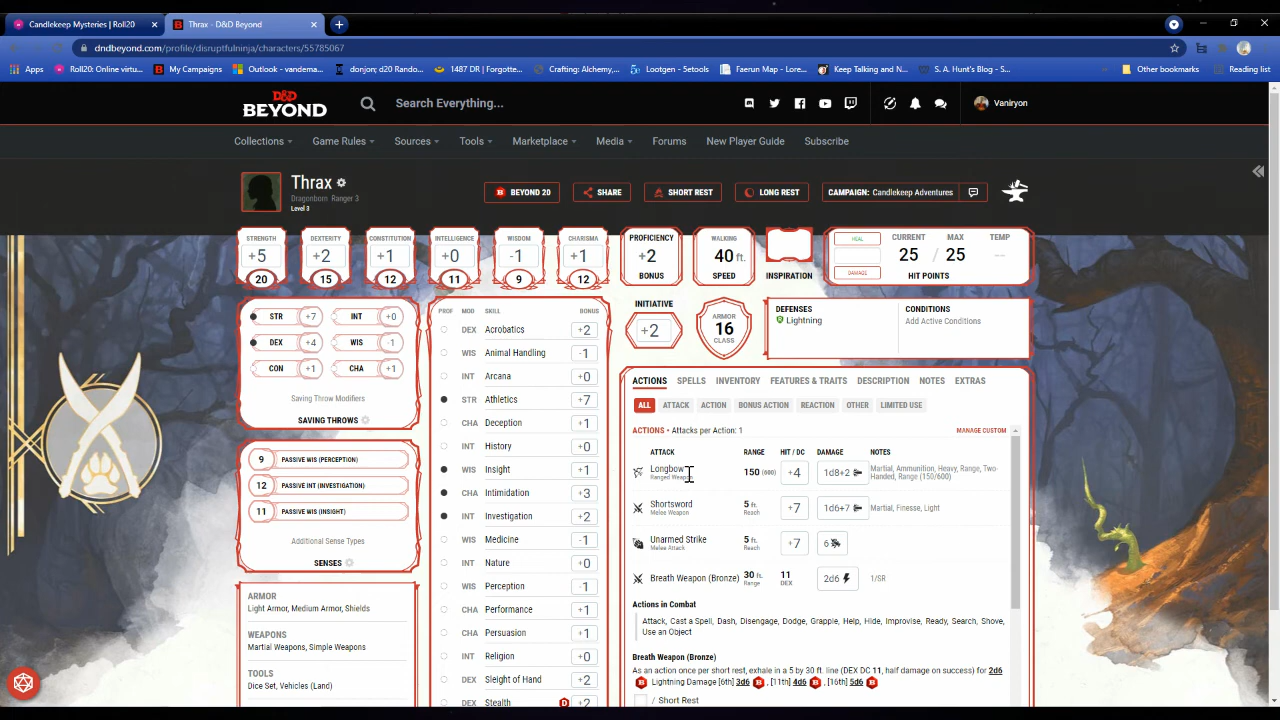 Candlekeep Mysteries | Roll20
Thrax - D&D Beyond
dndbeyond.com/profile/disruptfulninja/characters/55785067
Apps
Roll20: Online virtu...
My Campaigns
Outlook - vandema...
donjon; d20 Rando...
1487 DR | Forgotte...
Crafting: Alchemy,...
Lootgen - 5etools
Faerun Map - Lore...
Keep Talking and N...
S. A. Hunt's Blog - S...
Other bookmarks
Reading list
D&D BEYOND
Search Everything...
Vaniryon
Collections
Game Rules
Sources
Tools
Marketplace
Media
Forums
New Player Guide
Subscribe
Thrax
Dragonborn Ranger 3
Level 3
BEYOND 20
SHARE
SHORT REST
LONG REST
CAMPAIGN: Candlekeep Adventures
STRENGTH
+5
20
DEXTERITY
+2
15
CONSTITUTION
+1
12
INTELLIGENCE
+0
11
WISDOM
-1
9
CHARISMA
+1
12
PROFICIENCY
+2
BONUS
WALKING
40 ft.
SPEED
INSPIRATION
HEAL
DAMAGE
CURRENT MAX TEMP
25 / 25 --
HIT POINTS
STR +7 INT +0
DEX +4 WIS -1
CON +1 CHA +1
Saving Throw Modifiers
SAVING THROWS
9 PASSIVE WIS (PERCEPTION)
12 PASSIVE INT (INVESTIGATION)
11 PASSIVE WIS (INSIGHT)
Additional Sense Types
SENSES
ARMOR
Light Armor, Medium Armor, Shields
WEAPONS
Martial Weapons, Simple Weapons
TOOLS
Dice Set, Vehicles (Land)
PROF MOD SKILL BONUS
DEX Acrobatics +2
WIS Animal Handling -1
INT Arcana +0
STR Athletics +7
CHA Deception +1
INT History +0
WIS Insight +1
CHA Intimidation +3
INT Investigation +2
WIS Medicine -1
INT Nature +0
WIS Perception -1
CHA Performance +1
CHA Persuasion +1
INT Religion +0
DEX Sleight of Hand +2
DEX Stealth D +2
INITIATIVE
+2
ARMOR
16
CLASS
DEFENSES
Lightning
CONDITIONS
Add Active Conditions
ACTIONS SPELLS INVENTORY FEATURES & TRAITS DESCRIPTION NOTES EXTRAS
ALL ATTACK ACTION BONUS ACTION REACTION OTHER LIMITED USE
ACTIONS • Attacks per Action: 1
MANAGE CUSTOM
ATTACK RANGE HIT / DC DAMAGE NOTES
Longbow 150 (600) +4 1d8+2 Martial, Ammunition, Heavy, Range, Two-
Ranged Weapon Handed, Range (150/600)
Shortsword 5 ft. +7 1d6+7 Martial, Finesse, Light
Melee Weapon Reach
Unarmed Strike 5 ft. +7 6
Melee Attack Reach
Breath Weapon (Bronze) 30 ft. 11 2d6 1/SR
Range DEX
Actions in Combat
Attack, Cast a Spell, Dash, Disengage, Dodge, Grapple, Help, Hide, Improvise, Ready, Search, Shove,
Use an Object
Breath Weapon (Bronze)
As an action once per short rest, exhale in a 5 by 30 ft. line (DEX DC 11, half damage on success) for 2d6
Lightning Damage [6th] 3d6 , [11th] 4d6 , [16th] 5d6
/ Short Rest